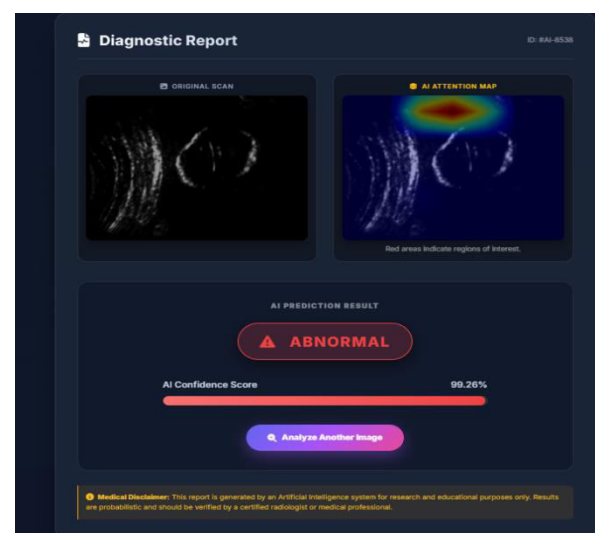 Diagnostic Report
ID: #AI-8538
ORIGINAL SCAN
AI ATTENTION MAP
Red areas indicate regions of interest.
AI PREDICTION RESULT
ABNORMAL
AI Confidence Score
99.26%
Analyze Another Image
Medical Disclaimer: This report is generated by an Artificial Intelligence system for research and educational purposes only. Results
are probabilistic and should be verified by a certified radiologist or medical professional.